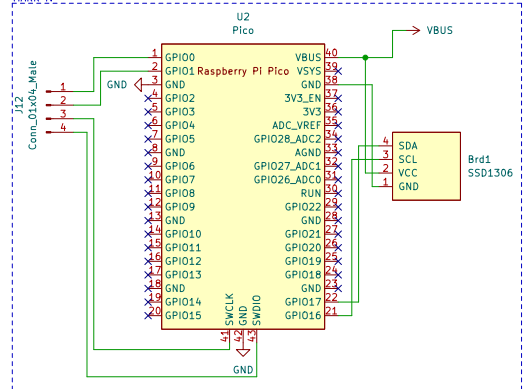 U2
Pico
VBUS
J12
Conn_01x04_Male
1
2
3
4
GND
Raspberry Pi Pico
1 GPIO0
2 GPIO1
3 GND
4 GPIO2
5 GPIO3
6 GPIO4
7 GPIO5
8 GND
9 GPIO6
10 GPIO7
11 GPIO8
12 GPIO9
13 GND
14 GPIO10
15 GPIO11
16 GPIO12
17 GPIO13
18 GND
19 GPIO14
20 GPIO15
VBUS 40
VSYS 39
GND 38
3V3_EN 37
3V3 36
ADC_VREF 35
GPIO28_ADC2 34
AGND 33
GPIO27_ADC1 32
GPIO26_ADC0 31
RUN 30
GPIO22 29
GND 28
GPIO21 27
GPIO20 26
GPIO19 25
GPIO18 24
GND 23
GPIO17 22
GPIO16 21
SWCLK 41
GND 42
SWDIO 43
GND
4 SDA
3 SCL
2 VCC
1 GND
Brd1
SSD1306